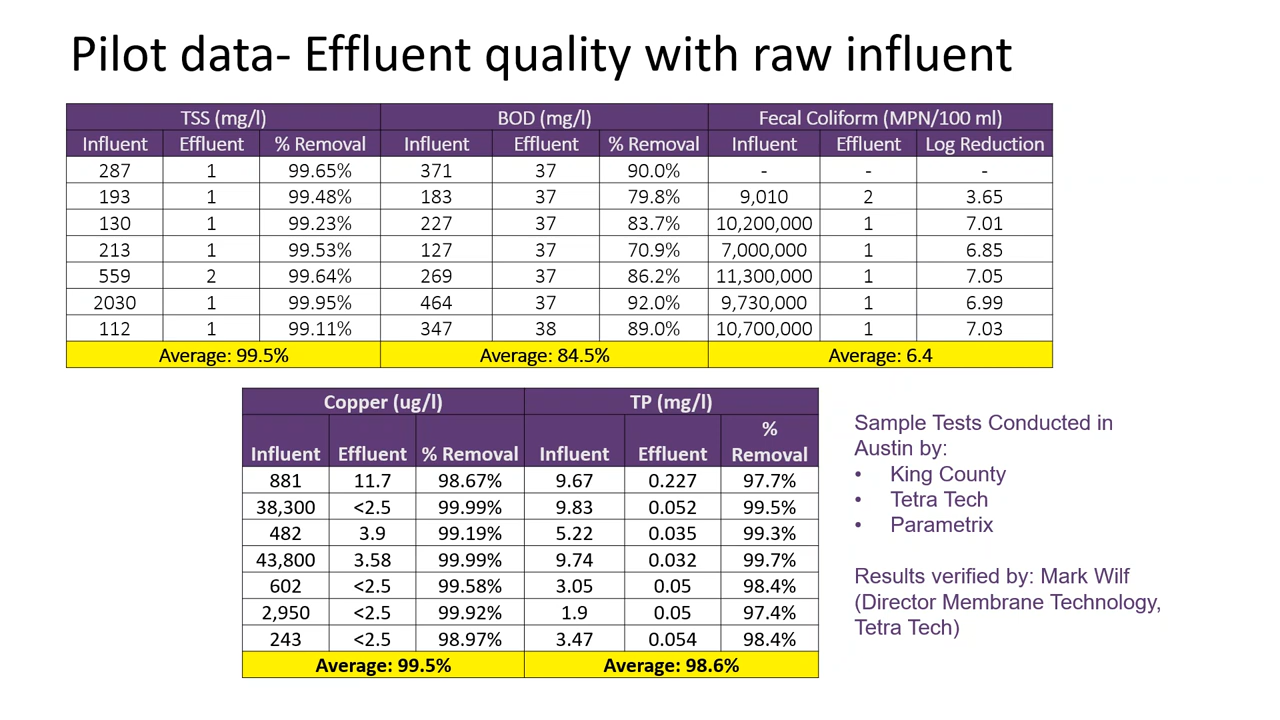 Pilot data- Effluent quality with raw influent
TSS (mg/l) BOD (mg/l) Fecal Coliform (MPN/100 ml)
Influent Effluent % Removal Influent Effluent % Removal Influent Effluent Log Reduction
287 1 99.65% 371 37 90.0% - - -
193 1 99.48% 183 37 79.8% 9,010 2 3.65
130 1 99.23% 227 37 83.7% 10,200,000 1 7.01
213 1 99.53% 127 37 70.9% 7,000,000 1 6.85
559 2 99.64% 269 37 86.2% 11,300,000 1 7.05
2030 1 99.95% 464 37 92.0% 9,730,000 1 6.99
112 1 99.11% 347 38 89.0% 10,700,000 1 7.03
Average: 99.5% Average: 84.5% Average: 6.4
Copper (ug/l) TP (mg/l)
Influent Effluent % Removal Influent Effluent % Removal
881 11.7 98.67% 9.67 0.227 97.7%
38,300 <2.5 99.99% 9.83 0.052 99.5%
482 3.9 99.19% 5.22 0.035 99.3%
43,800 3.58 99.99% 9.74 0.032 99.7%
602 <2.5 99.58% 3.05 0.05 98.4%
2,950 <2.5 99.92% 1.9 0.05 97.4%
243 <2.5 98.97% 3.47 0.054 98.4%
Average: 99.5% Average: 98.6%
Sample Tests Conducted in
Austin by:
• King County
• Tetra Tech
• Parametrix
Results verified by: Mark Wilf
(Director Membrane Technology,
Tetra Tech)